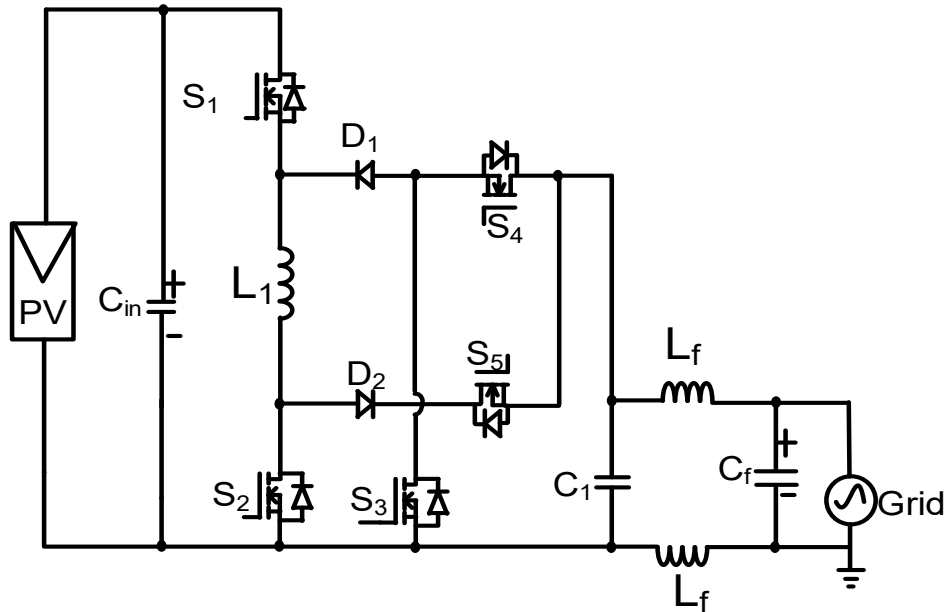 S1
D1
S4
L1
PV
Cin
+
-
D2
S5
Lf
S2
S3
C1
Cf
+
-
Grid
Lf